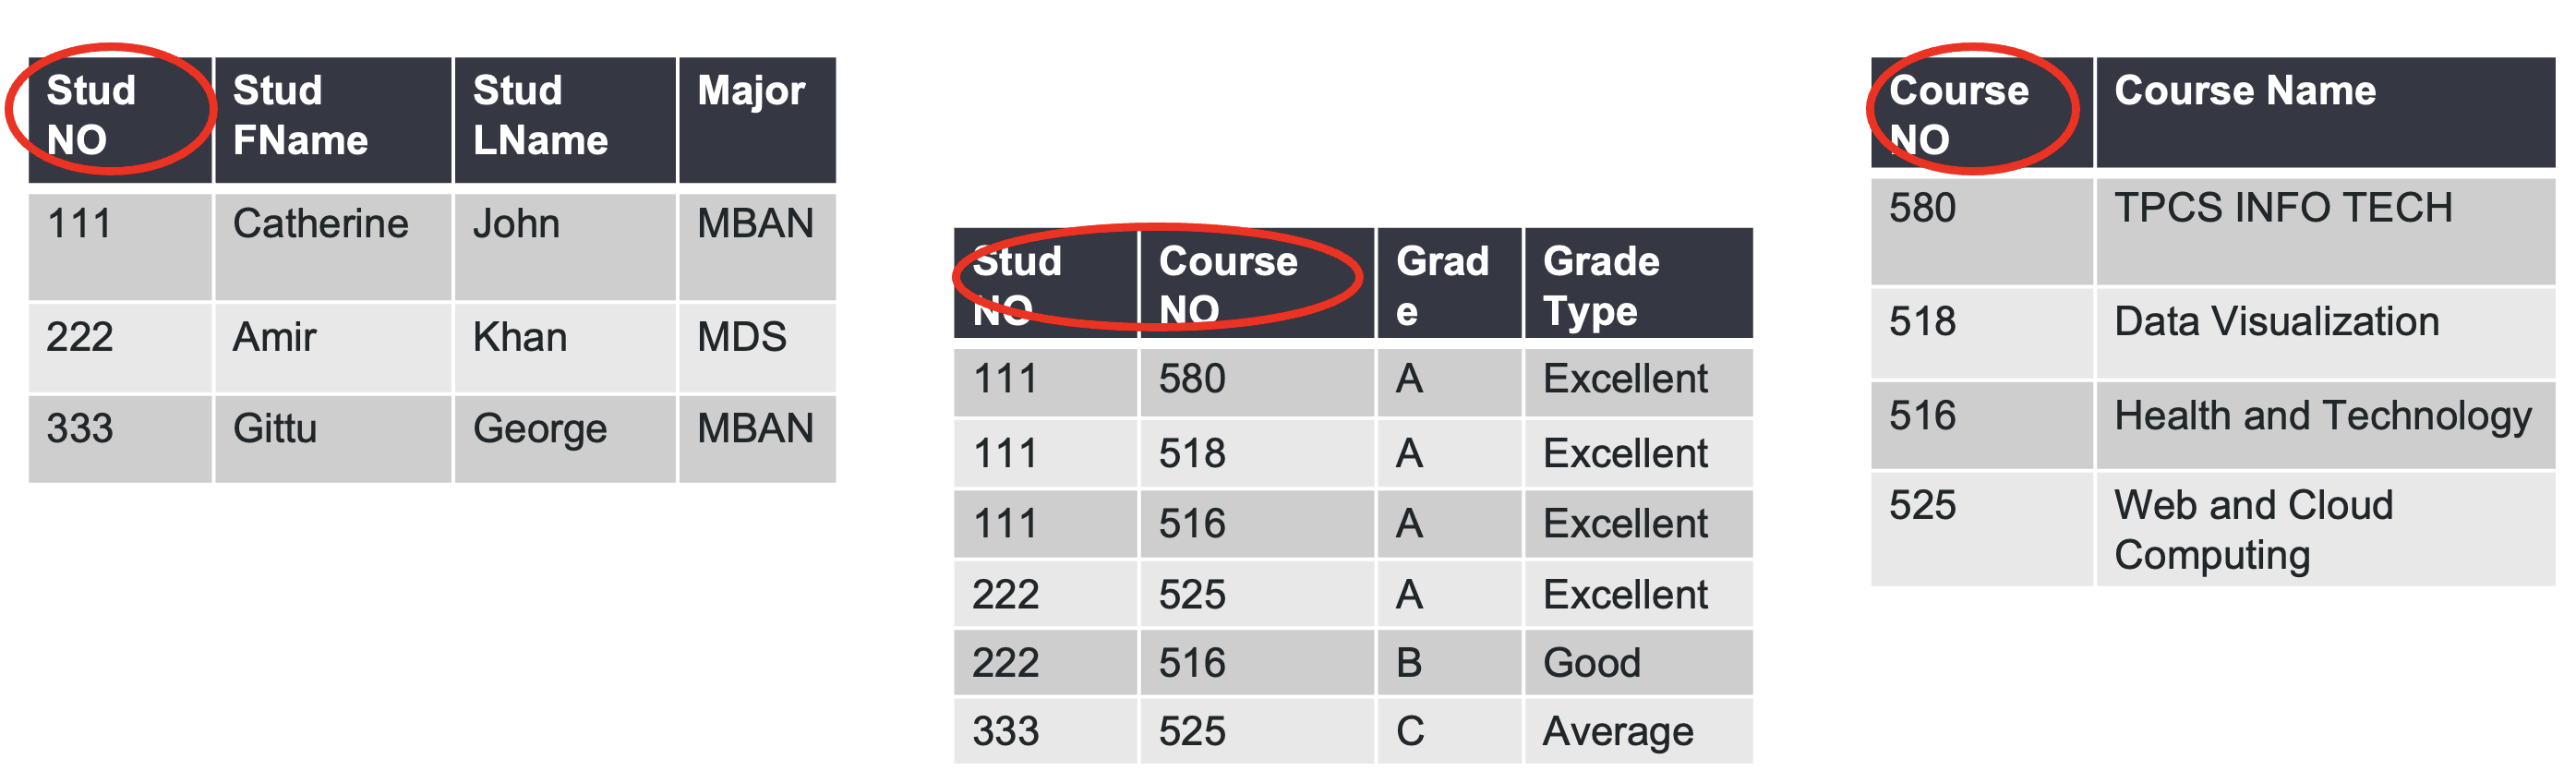 Stud NO Stud FName Stud LName Major
111 Catherine John MBAN
222 Amir Khan MDS
333 Gittu George MBAN
Stud NO Course NO Grad e Grade Type
111 580 A Excellent
111 518 A Excellent
111 516 A Excellent
222 525 A Excellent
222 516 B Good
333 525 C Average
Course NO Course Name
580 TPCS INFO TECH
518 Data Visualization
516 Health and Technology
525 Web and Cloud
Computing